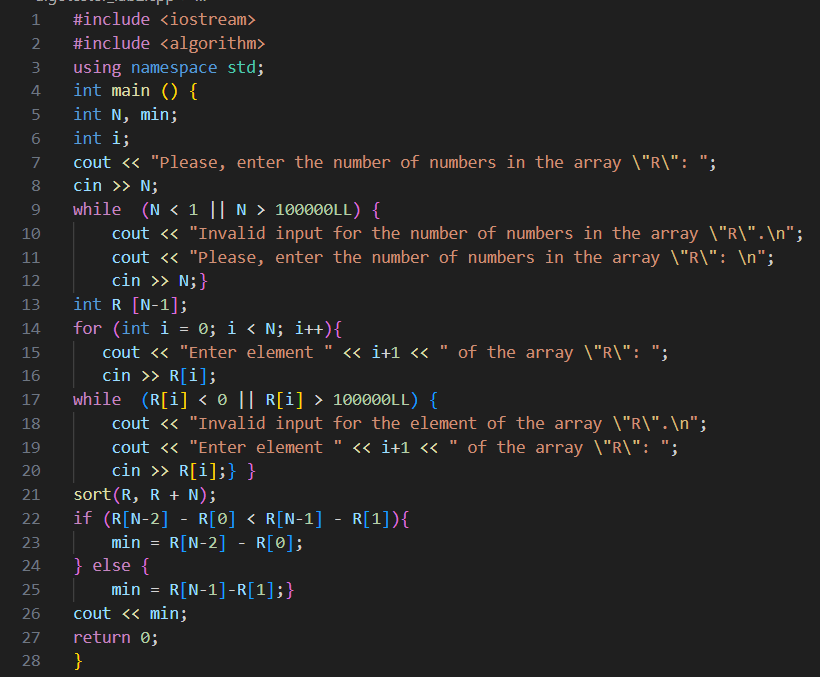 1 #include <iostream>
2 #include <algorithm>
3 using namespace std;
4 int main () {
5 int N, min;
6 int i;
7 cout << "Please, enter the number of numbers in the array \"R\": ";
8 cin >> N;
9 while  (N < 1 || N > 100000LL) {
10     cout << "Invalid input for the number of numbers in the array \"R\".\n";
11     cout << "Please, enter the number of numbers in the array \"R\": \n";
12     cin >> N;}
13 int R [N-1];
14 for (int i = 0; i < N; i++){
15    cout << "Enter element " << i+1 << " of the array \"R\": ";
16    cin >> R[i];
17 while  (R[i] < 0 || R[i] > 100000LL) {
18     cout << "Invalid input for the element of the array \"R\".\n";
19     cout << "Enter element " << i+1 << " of the array \"R\": ";
20     cin >> R[i];} }
21 sort(R, R + N);
22 if (R[N-2] - R[0] < R[N-1] - R[1]){
23     min = R[N-2] - R[0];
24 } else {
25     min = R[N-1]-R[1];}
26 cout << min;
27 return 0;
28 }